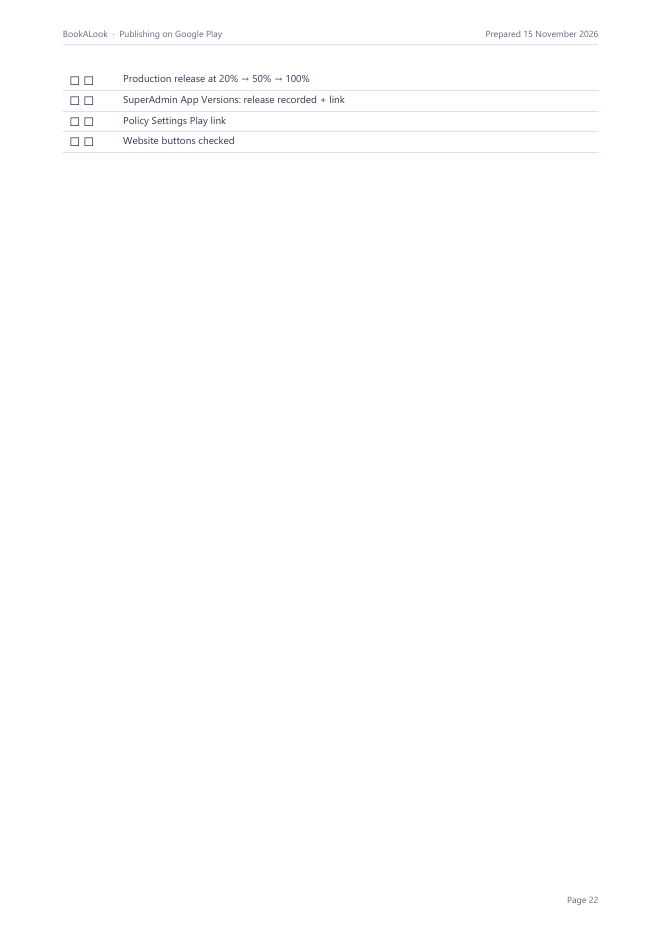 BookALook · Publishing on Google Play Prepared 15 November 2026
☐ ☐ Production release at 20% → 50% → 100%
☐ ☐ SuperAdmin App Versions: release recorded + link
☐ ☐ Policy Settings Play link
☐ ☐ Website buttons checked
Page 22